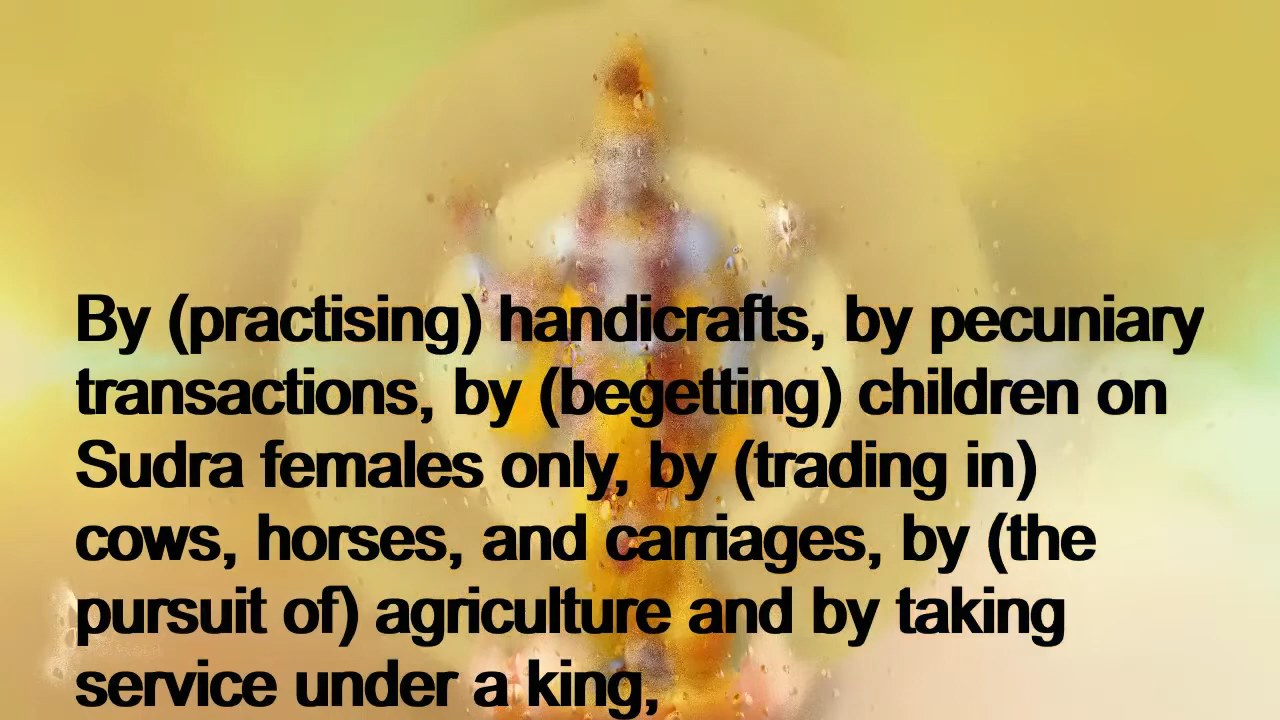 By (practising) handicrafts, by pecuniary
transactions, by (begetting) children on
Sudra females only, by (trading in)
cows, horses, and carriages, by (the
pursuit of) agriculture and by taking
service under a king,